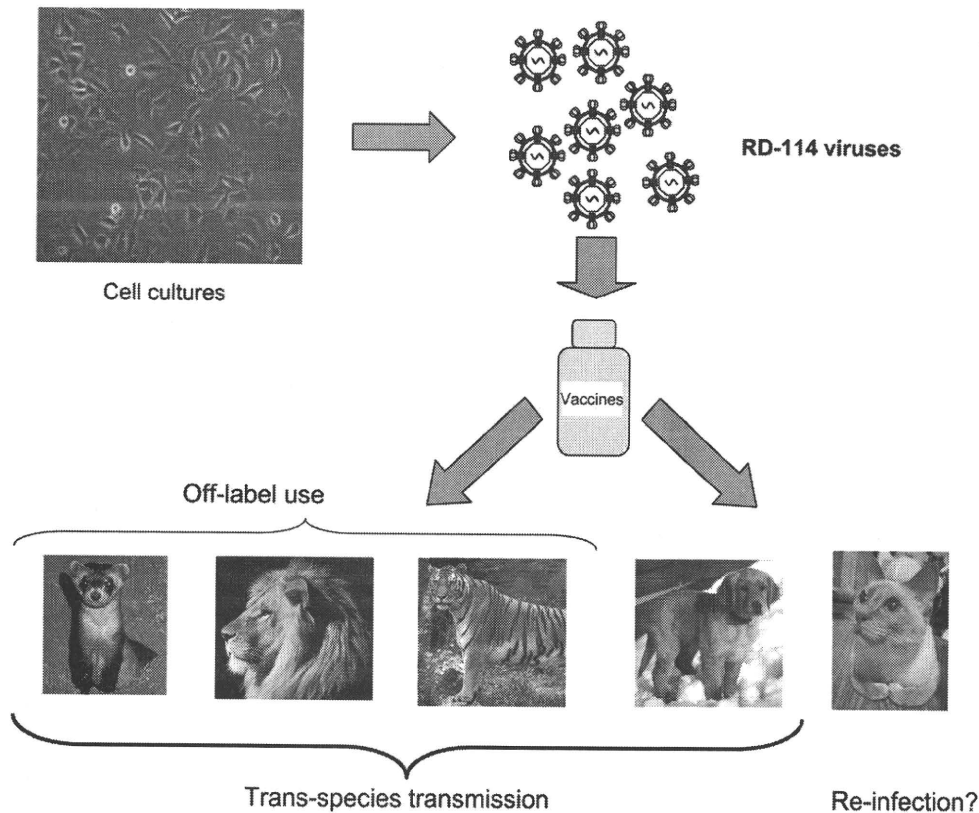 RD-114 viruses
Cell cultures
Vaccines
Off-label use
Trans-species transmission
Re-infection?